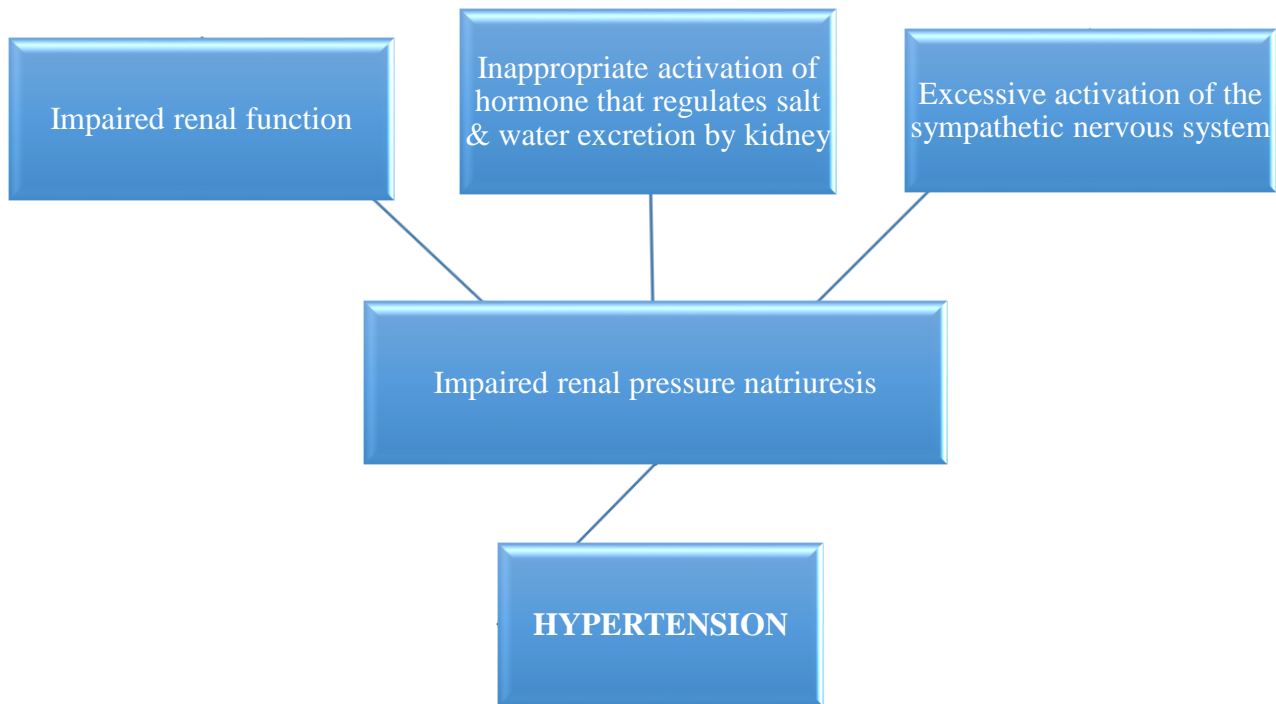 Impaired renal function
Inappropriate activation of
hormone that regulates salt
& water excretion by kidney
Excessive activation of the
sympathetic nervous system
Impaired renal pressure natriuresis
HYPERTENSION